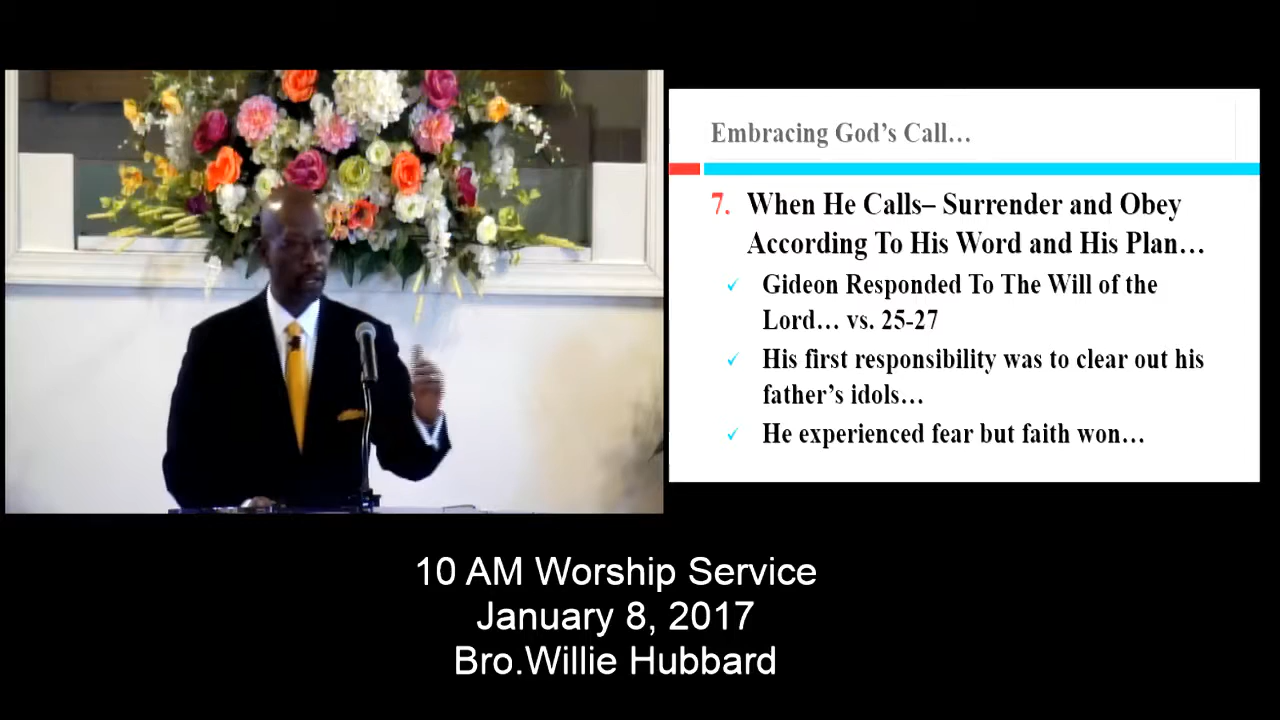 Embracing God's Call…
7. When He Calls– Surrender and Obey
According To His Word and His Plan…
✓ Gideon Responded To The Will of the
Lord… vs. 25-27
✓ His first responsibility was to clear out his
father's idols…
✓ He experienced fear but faith won…
10 AM Worship Service
January 8, 2017
Bro.Willie Hubbard